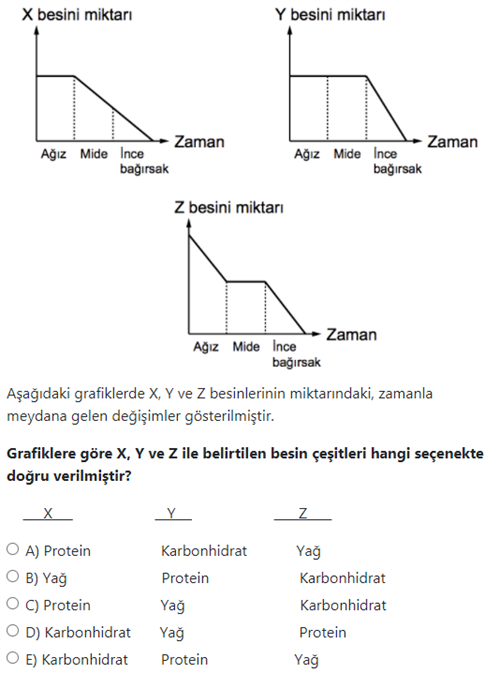 X besini miktarı
Y besini miktarı
Zaman
Zaman
Ağız Mide İnce
bağırsak
Ağız Mide İnce
bağırsak
Z besini miktarı
Zaman
Ağız Mide İnce
bağırsak
Aşağıdaki grafiklerde X, Y ve Z besinlerinin miktarındaki, zamanla
meydana gelen değişimler gösterilmiştir.
Grafiklere göre X, Y ve Z ile belirtilen besin çeşitleri hangi seçenekte
doğru verilmiştir?
X Y Z
A) Protein Karbonhidrat Yağ
B) Yağ Protein Karbonhidrat
C) Protein Yağ Karbonhidrat
D) Karbonhidrat Yağ Protein
E) Karbonhidrat Protein Yağ